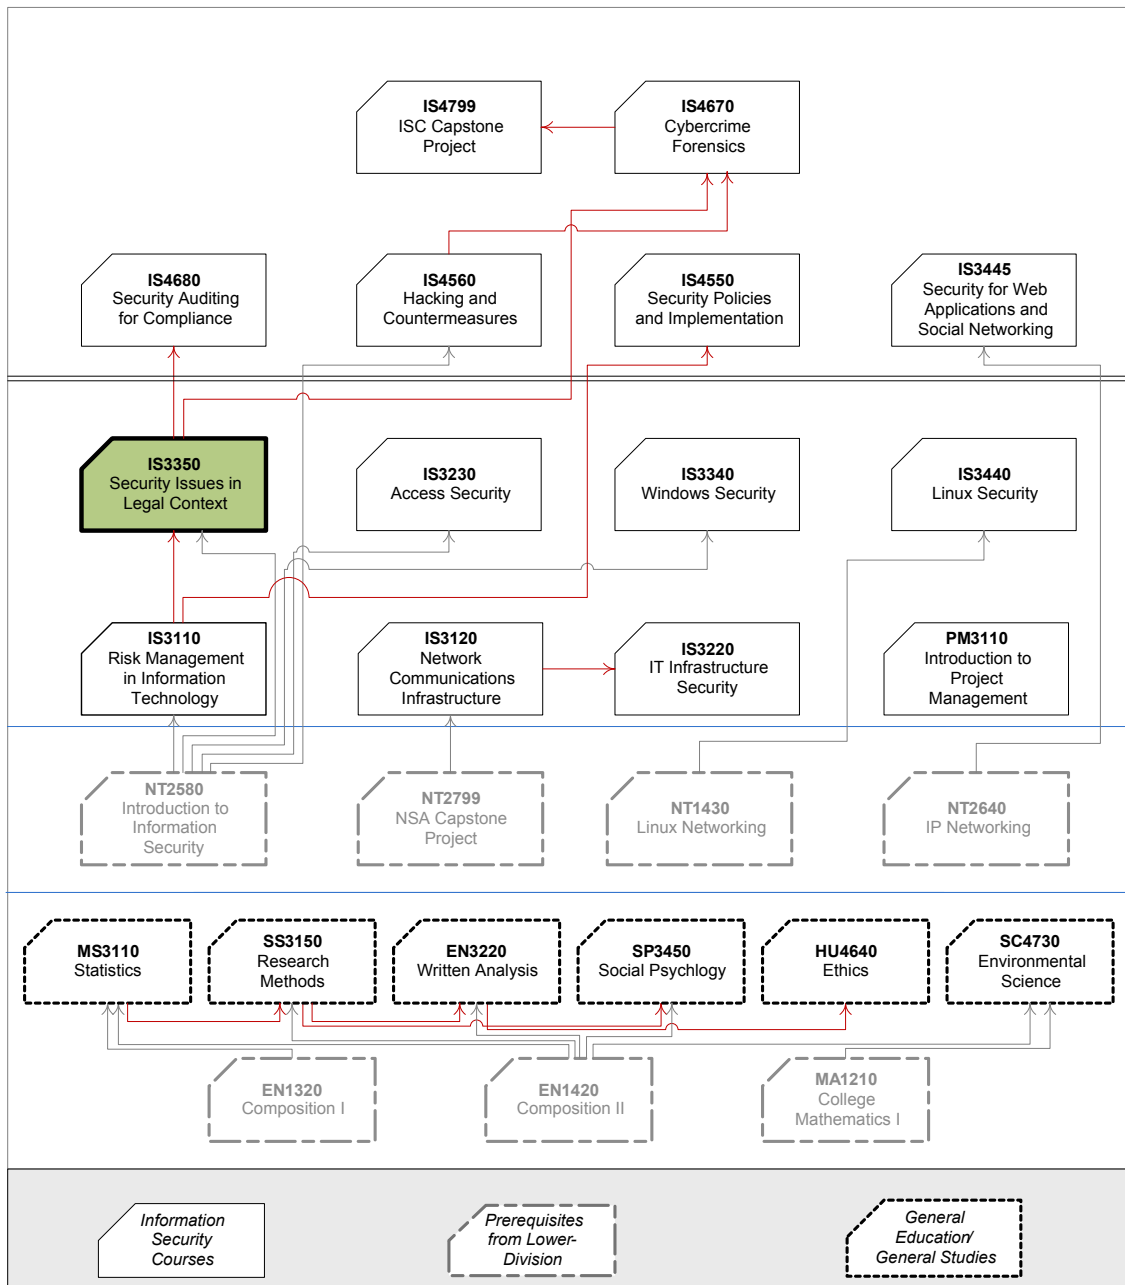 IS4799
ISC Capstone
Project
IS4670
Cybercrime
Forensics
IS4680
Security Auditing
for Compliance
IS4560
Hacking and
Countermeasures
IS4550
Security Policies
and Implementation
IS3445
Security for Web
Applications and
Social Networking
IS3350
Security Issues in
Legal Context
IS3230
Access Security
IS3340
Windows Security
IS3440
Linux Security
IS3110
Risk Management
in Information
Technology
IS3120
Network
Communications
Infrastructure
IS3220
IT Infrastructure
Security
PM3110
Introduction to
Project
Management
NT2580
Introduction to
Information
Security
NT2799
NSA Capstone
Project
NT1430
Linux Networking
NT2640
IP Networking
MS3110
Statistics
SS3150
Research
Methods
EN3220
Written Analysis
SP3450
Social Psychlogy
HU4640
Ethics
SC4730
Environmental
Science
EN1320
Composition I
EN1420
Composition II
MA1210
College
Mathematics I
Information
Security
Courses
Prerequisites
from Lower-
Division
General
Education/
General Studies